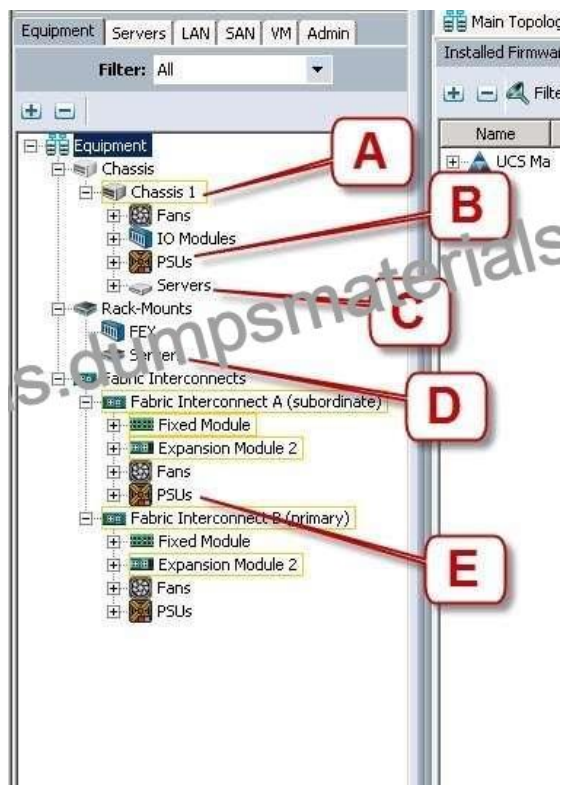 Equipment Servers LAN SAN VM Admin
Filter: All
Equipment
Chassis
Chassis 1
Fans
IO Modules
PSUs
Servers
Rack-Mounts
FEX
Servers
Fabric Interconnects
Fabric Interconnect A (subordinate)
Fixed Module
Expansion Module 2
Fans
PSUs
Fabric Interconnect B (primary)
Fixed Module
Expansion Module 2
Fans
PSUs
Main Topolog
Installed Firmwa
Filte
Name
UCS Ma
A
B
C
D
E
s.dumpsmaterials